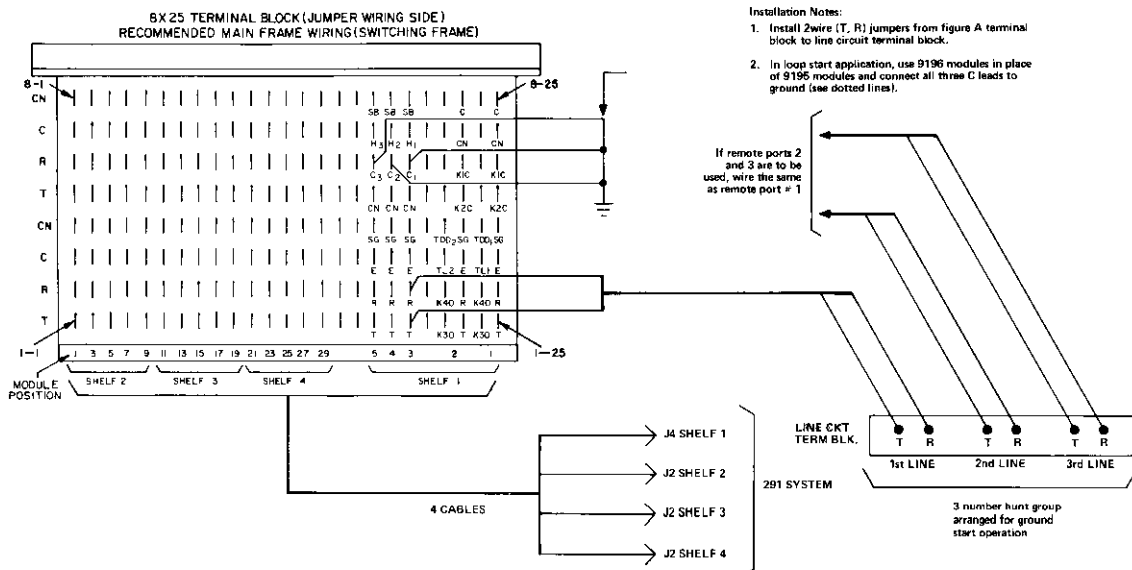 8X25 TERMINAL BLOCK (JUMPER WIRING SIDE)
RECOMMENDED MAIN FRAME WIRING (SWITCHING FRAME)
Installation Notes:
1. Install 2wire (T, R) jumpers from figure A terminal
block to line circuit terminal block.
2. In loop start application, use 9196 modules in place
of 9195 modules and connect all three C leads to
ground (see dotted lines).
8-1
8-25
CN
SB SB SB C C
C
H3 H2 H1 CN CN
R
C3 C2 C1 K1C K1C
T
CN CN CN K2C K2C
CN
SG SG SG TOD2 SG TOD1 SG
C
E E E TL2 E TL1 E
R
R R R K4D R K4D R
T
T T T K3D T K3D T
1-1
1-25
1 3 5 7 9 11 13 15 17 19 21 23 25 27 29 5 4 3 2 1
MODULE
POSITION
SHELF 2 SHELF 3 SHELF 4 SHELF 1
If remote ports 2
and 3 are to be
used, wire the same
as remote port # 1
4 CABLES
J4 SHELF 1
J2 SHELF 2
J2 SHELF 3
J2 SHELF 4
291 SYSTEM
LINE CKT
TERM BLK.
T R T R T R
1st LINE 2nd LINE 3rd LINE
3 number hunt group
arranged for ground
start operation